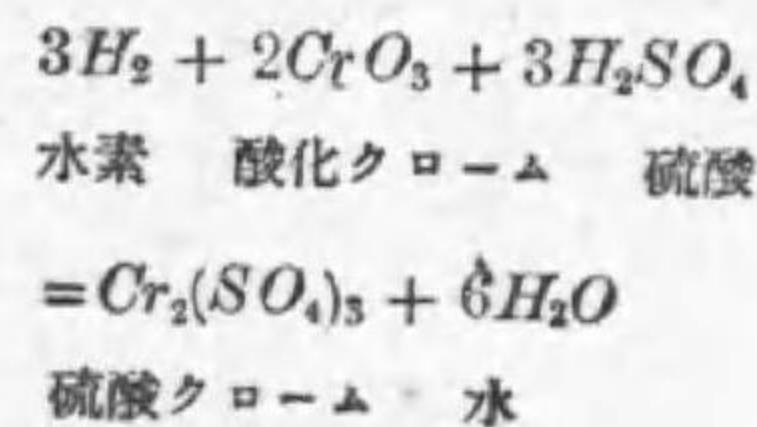 3H₂ + 2CrO₃ + 3H₂SO₄
水素 酸化クローム 硫酸
=Cr₂(SO₄)₃ + 6H₂O
硫酸クローム 水